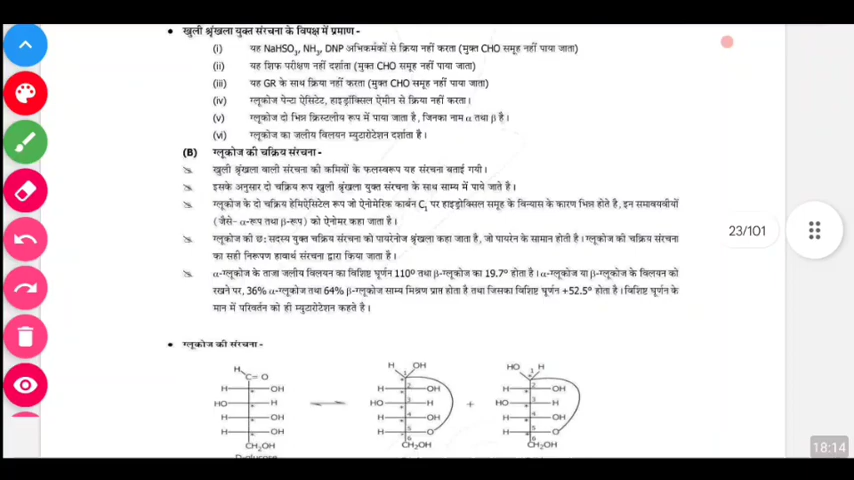 • खुली श्रृंखला युक्त संरचना के विपक्ष में प्रमाण -
(i) यह NaHSO3, NH3, DNP अभिकर्मकों से क्रिया नहीं करता (मुक्त CHO समूह नहीं पाया जाता)
(ii) यह शिफ परीक्षण नहीं दर्शाता (मुक्त CHO समूह नहीं पाया जाता)
(iii) यह GR के साथ क्रिया नहीं करता (मुक्त CHO समूह नहीं पाया जाता)
(iv) ग्लूकोज पेन्टा ऐसिटेट, हाइड्रॉक्सिल ऐमीन से क्रिया नहीं करता।
(v) ग्लूकोज दो भिन्न क्रिस्टलीय रूप में पाया जाता है, जिनका नाम α तथा β है।
(vi) ग्लूकोज का जलीय विलयन म्युटारोटेशन दर्शाता है।
(B) ग्लूकोज की चक्रिय संरचना -
खुली श्रृंखला वाली संरचना की कमियों के फलस्वरूप यह संरचना बताई गयी।
इसके अनुसार दो चक्रिय रूप खुली श्रृंखला युक्त संरचना के साथ साम्य में पाये जाते है।
ग्लूकोज के दो चक्रिय हेमिऐसिटेल रूप जो ऐनोमेरिक कार्बन C1 पर हाइड्रोक्सिल समूह के विन्यास के कारण भिन्न होते है, इन समावयवीयों
(जैसे- α-रूप तथा β-रूप) को ऐनोमर कहा जाता है।
ग्लूकोज की छः सदस्य युक्त चक्रिय संरचना को पायरेनोज श्रृंखला कहा जाता है, जो पायरेन के सामान होती है। ग्लूकोज की चक्रिय संरचना
का सही निरूपण हावार्थ संरचना द्वारा किया जाता है।
α-ग्लूकोज के ताजा जलीय विलयन का विशिष्ट घूर्णन 110° तथा β-ग्लूकोज का 19.7° होता है। α-ग्लूकोज या β-ग्लूकोज के विलयन को
रखने पर, 36% α-ग्लूकोज तथा 64% β-ग्लूकोज साम्य मिश्रण प्राप्त होता है तथा जिसका विशिष्ट घूर्णन +52.5° होता है। विशिष्ट घूर्णन के
मान में परिवर्तन को ही म्युटारोटेशन कहते है।
23/101
• ग्लूकोज की संरचना -
H C=O H 1 OH HO 1 H
H OH H 2 OH H 2 OH
HO H HO 3 H + HO 3 H
H OH H 4 OH H 4 OH
H OH H 5 O H 5 O
CH2OH 6 CH2OH 6 CH2OH
D-glucose
18:14